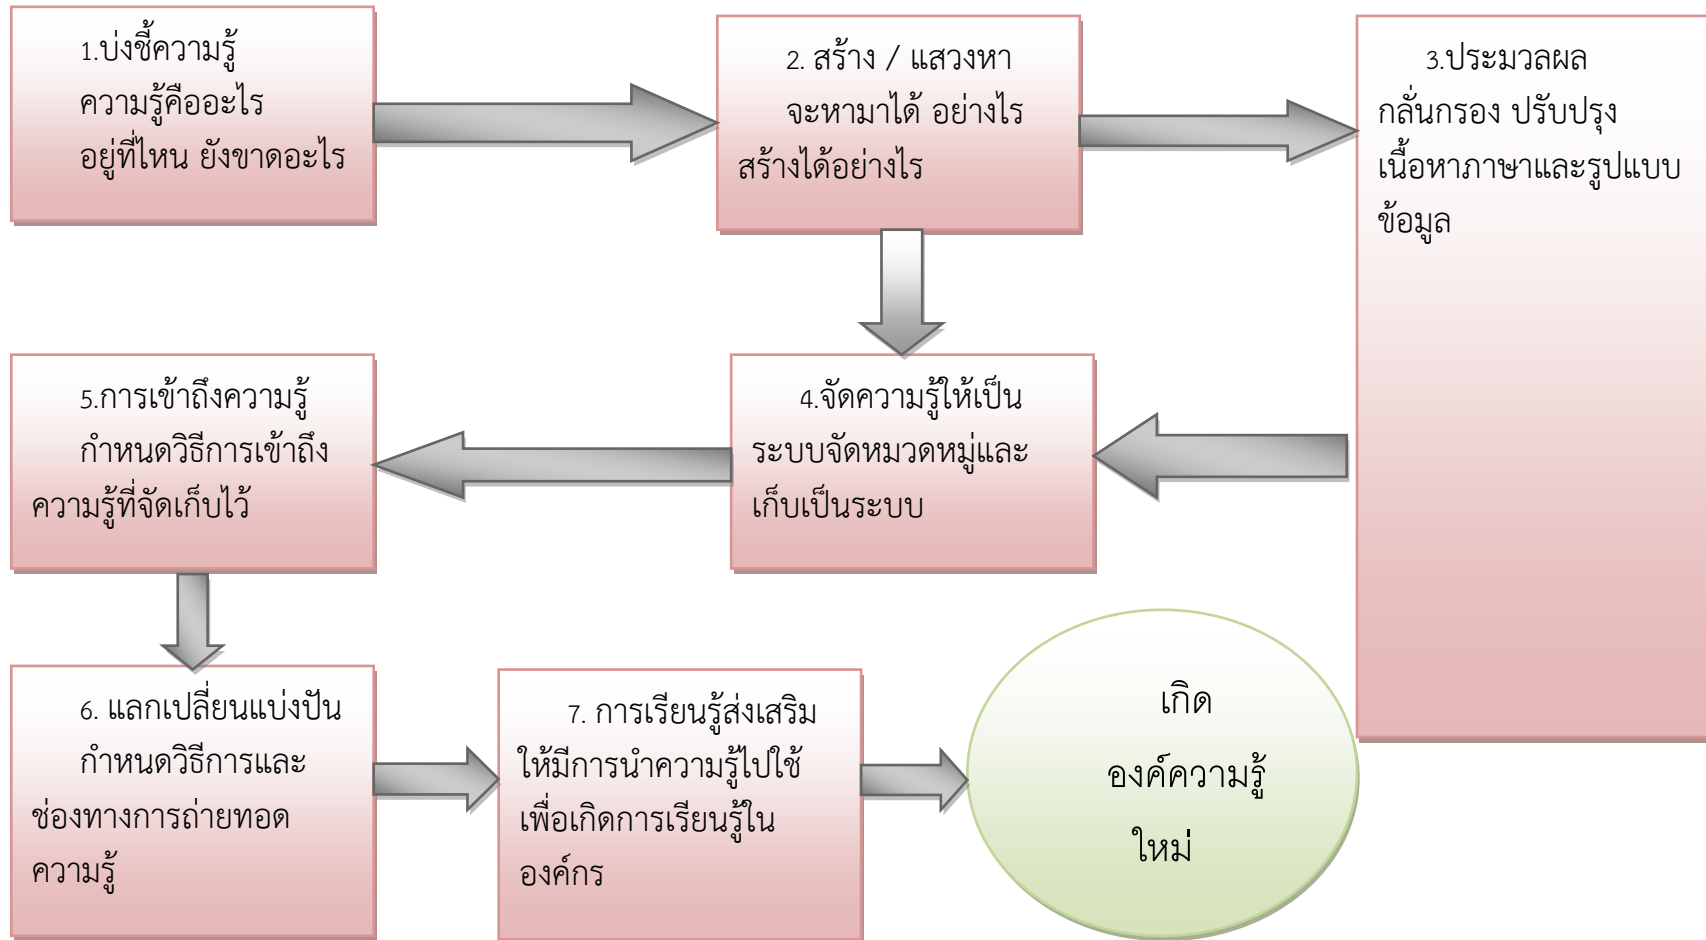 1.บ่งชี้ความรู้
ความรู้คืออะไร
อยู่ที่ไหน ยังขาดอะไร
2. สร้าง / แสวงหา
จะหามาได้ อย่างไร
สร้างได้อย่างไร
3.ประมวลผล
กลั่นกรอง ปรับปรุง
เนื้อหาภาษาและรูปแบบ
ข้อมูล
4.จัดความรู้ให้เป็น
ระบบจัดหมวดหมู่และ
เก็บเป็นระบบ
5.การเข้าถึงความรู้
กำหนดวิธีการเข้าถึง
ความรู้ที่จัดเก็บไว้
6. แลกเปลี่ยนแบ่งปัน
กำหนดวิธีการและ
ช่องทางการถ่ายทอด
ความรู้
7. การเรียนรู้ส่งเสริม
ให้มีการนำความรู้ไปใช้
เพื่อเกิดการเรียนรู้ใน
องค์กร
เกิด
องค์ความรู้
ใหม่